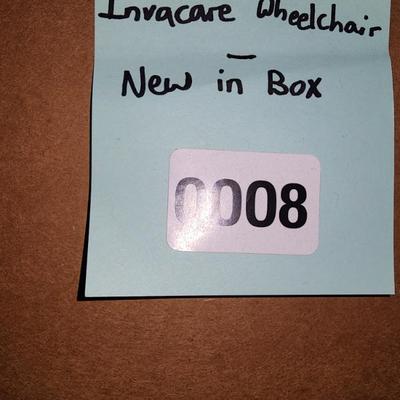 Invacare Wheelchair
–
New in Box
0008